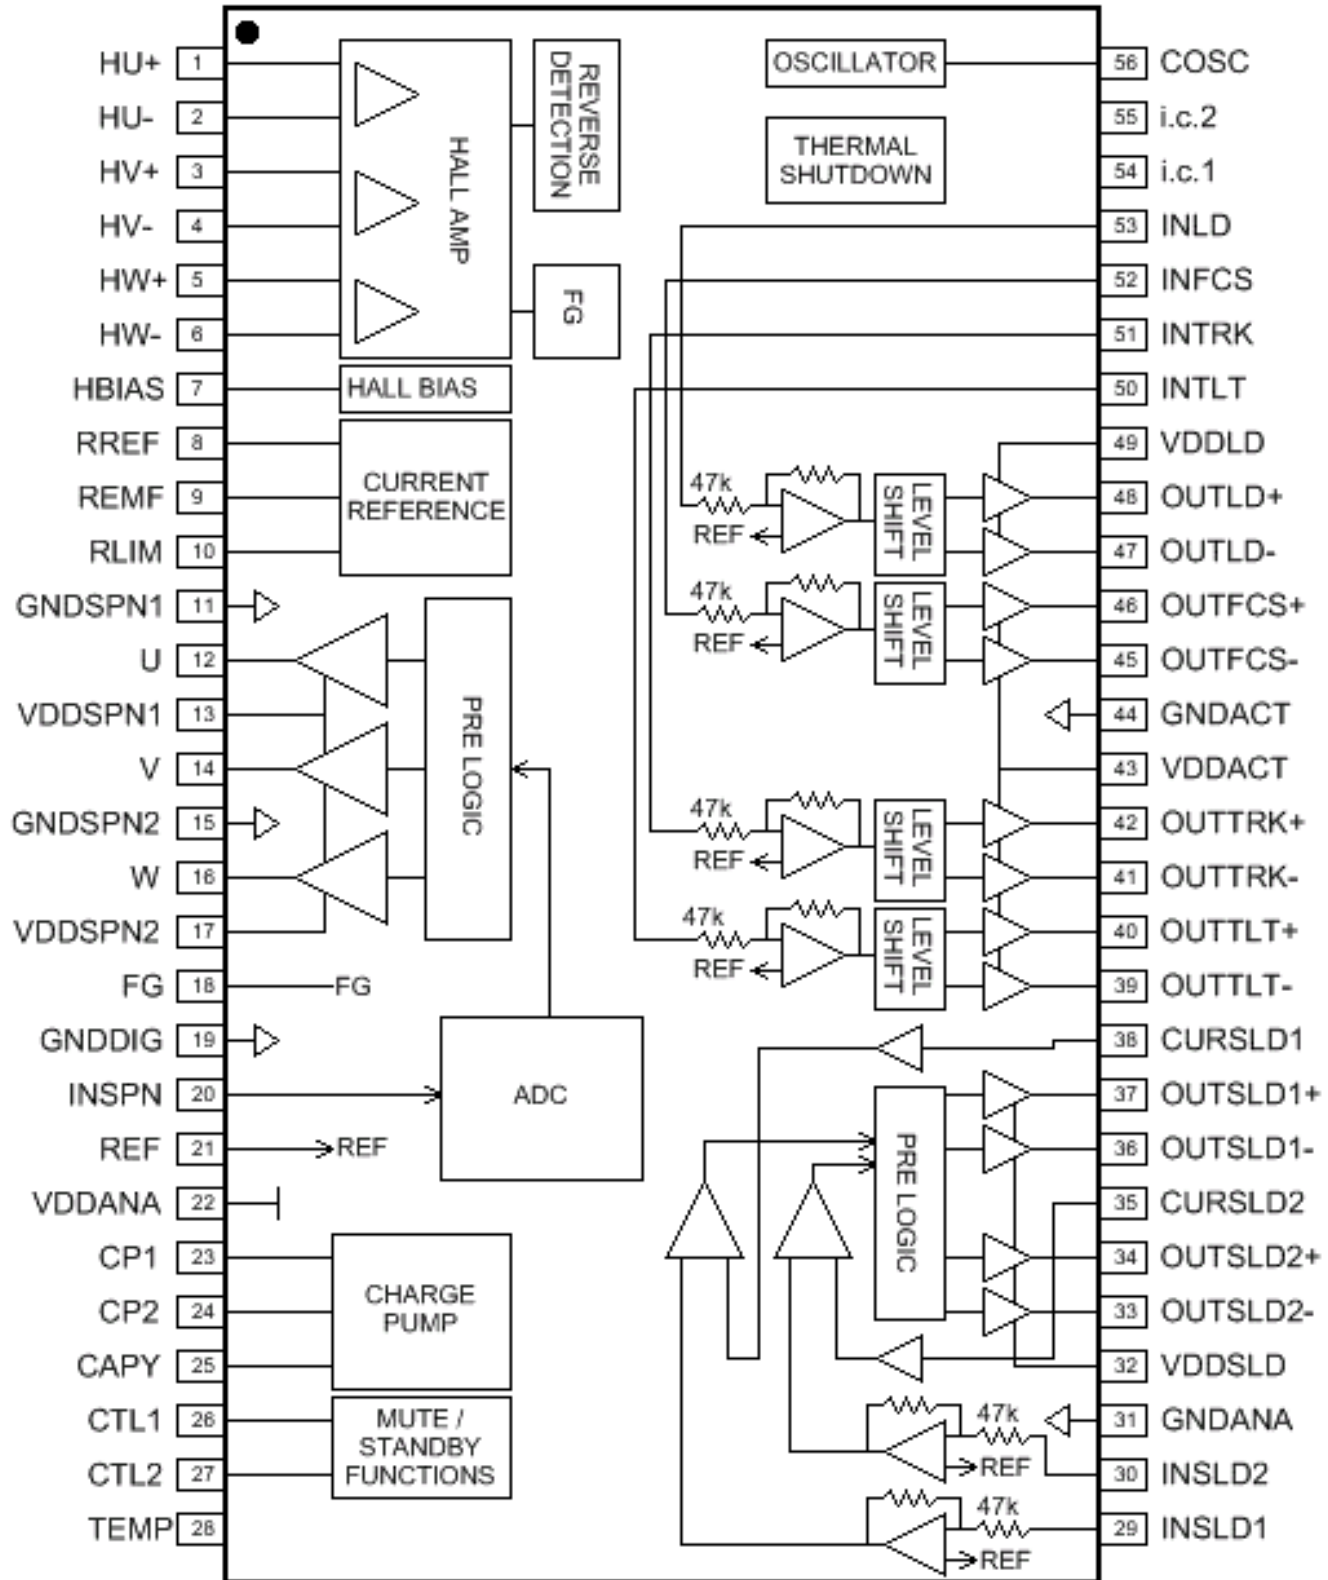 HU+ 1
HU- 2
HV+ 3
HV- 4
HW+ 5
HW- 6
HBIAS 7
RREF 8
REMF 9
RLIM 10
GNDSPN1 11
U 12
VDDSPN1 13
V 14
GNDSPN2 15
W 16
VDDSPN2 17
FG 18
GNDDIG 19
INSPN 20
REF 21
VDDANA 22
CP1 23
CP2 24
CAPY 25
CTL1 26
CTL2 27
TEMP 28
HALL AMP
REVERSE
DETECTION
FG
HALL BIAS
CURRENT
REFERENCE
PRE LOGIC
FG
ADC
REF
CHARGE
PUMP
MUTE /
STANDBY
FUNCTIONS
OSCILLATOR
THERMAL
SHUTDOWN
47k
REF
LEVEL
SHIFT
47k
REF
LEVEL
SHIFT
47k
REF
LEVEL
SHIFT
47k
REF
LEVEL
SHIFT
PRE LOGIC
47k
REF
47k
REF
56 COSC
55 i.c.2
54 i.c.1
53 INLD
52 INFCS
51 INTRK
50 INTLT
49 VDDLD
48 OUTLD+
47 OUTLD-
46 OUTFCS+
45 OUTFCS-
44 GNDACT
43 VDDACT
42 OUTTRK+
41 OUTTRK-
40 OUTTLT+
39 OUTTLT-
38 CURSLD1
37 OUTSLD1+
36 OUTSLD1-
35 CURSLD2
34 OUTSLD2+
33 OUTSLD2-
32 VDDSLD
31 GNDANA
30 INSLD2
29 INSLD1